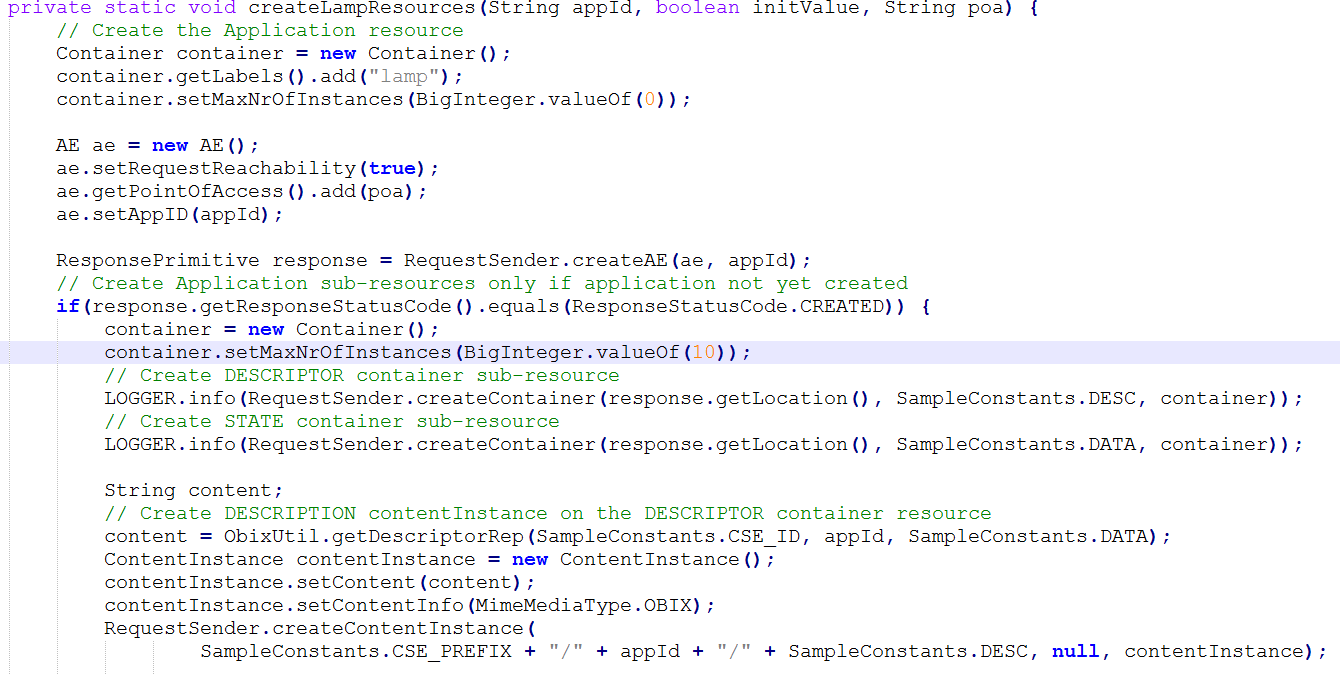 private static void createLampResources(String appId, boolean initValue, String poa) {
// Create the Application resource
Container container = new Container();
container.getLabels().add("lamp");
container.setMaxNrOfInstances(BigInteger.valueOf(0));
AE ae = new AE();
ae.setRequestReachability(true);
ae.getPointOfAccess().add(poa);
ae.setAppID(appId);
ResponsePrimitive response = RequestSender.createAE(ae, appId);
// Create Application sub-resources only if application not yet created
if(response.getResponseStatusCode().equals(ResponseStatusCode.CREATED)) {
container = new Container();
container.setMaxNrOfInstances(BigInteger.valueOf(10));
// Create DESCRIPTOR container sub-resource
LOGGER.info(RequestSender.createContainer(response.getLocation(), SampleConstants.DESC, container));
// Create STATE container sub-resource
LOGGER.info(RequestSender.createContainer(response.getLocation(), SampleConstants.DATA, container));
String content;
// Create DESCRIPTION contentInstance on the DESCRIPTOR container resource
content = ObixUtil.getDescriptorRep(SampleConstants.CSE_ID, appId, SampleConstants.DATA);
ContentInstance contentInstance = new ContentInstance();
contentInstance.setContent(content);
contentInstance.setContentInfo(MimeMediaType.OBIX);
RequestSender.createContentInstance(
SampleConstants.CSE_PREFIX + "/" + appId + "/" + SampleConstants.DESC, null, contentInstance);